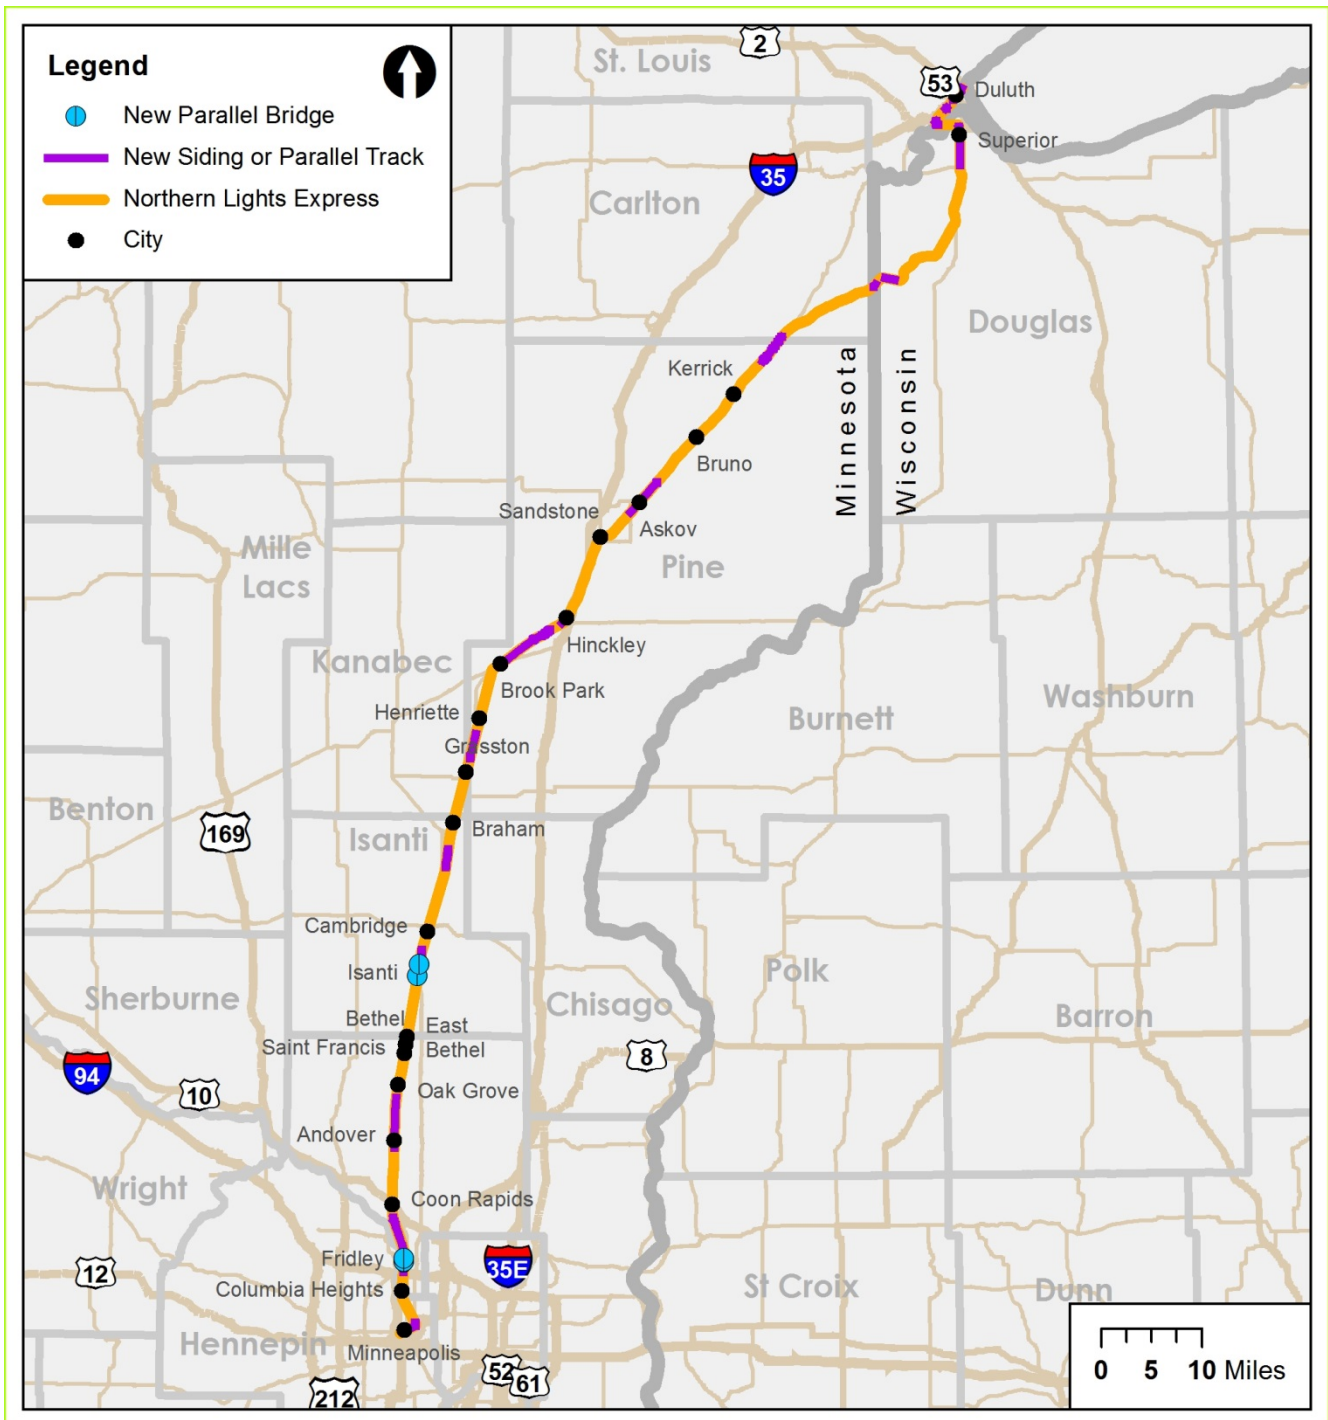 Legend
New Parallel Bridge
New Siding or Parallel Track
Northern Lights Express
City
2
St. Louis
53
Duluth
Superior
35
Carlton
Douglas
Kerrick
Minnesota
Wisconsin
Bruno
Sandstone
Askov
Mille
Lacs
Pine
Hinckley
Kanabec
Brook Park
Washburn
Henriette
Burnett
Grasston
Benton
169
Isanti
Braham
Cambridge
Isanti
Polk
Sherburne
Chisago
Barron
Bethel
East
Bethel
Saint Francis
8
94
10
Oak Grove
Andover
Wright
Coon Rapids
Fridley
35E
12
Columbia Heights
St Croix
Dunn
Hennepin
Minneapolis
52
61
212
0 5 10 Miles